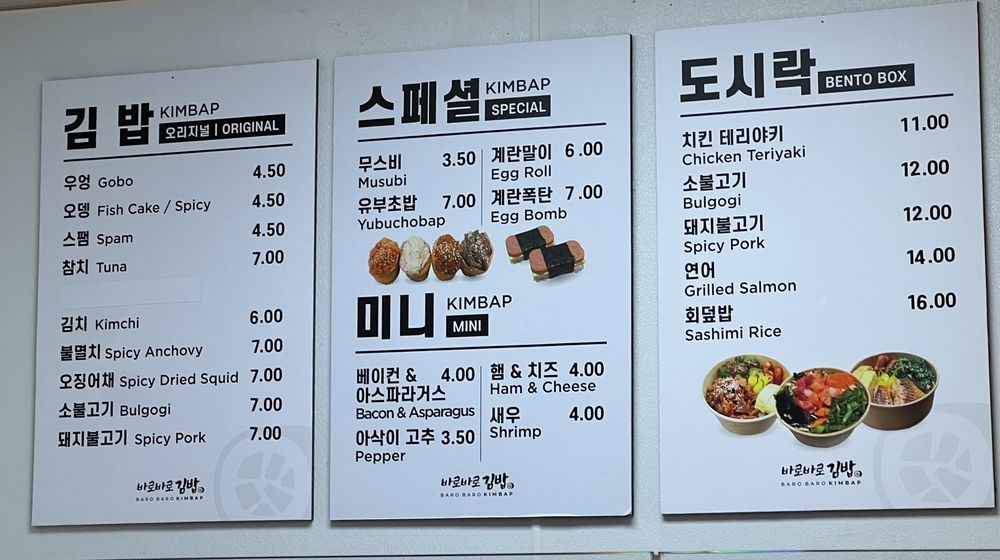 김 밥 KIMBAP
오리지널 | ORIGINAL
우엉 Gobo 4.50
오뎅 Fish Cake / Spicy 4.50
스팸 Spam 4.50
참치 Tuna 7.00
김치 Kimchi 6.00
불멸치 Spicy Anchovy 7.00
오징어채 Spicy Dried Squid 7.00
소불고기 Bulgogi 7.00
돼지불고기 Spicy Pork 7.00
바로바로김밥
BARO BARO KIMBAP
스페셜 KIMBAP
SPECIAL
무스비 3.50
Musubi
유부초밥 7.00
Yubuchobap
계란말이 6.00
Egg Roll
계란폭탄 7.00
Egg Bomb
미니 KIMBAP
MINI
베이컨 & 4.00
아스파라거스
Bacon & Asparagus
아삭이 고추 3.50
Pepper
햄 & 치즈 4.00
Ham & Cheese
새우 4.00
Shrimp
바로바로김밥
BARO BARO KIMBAP
도시락 BENTO BOX
치킨 테리야키 11.00
Chicken Teriyaki
소불고기 12.00
Bulgogi
돼지불고기 12.00
Spicy Pork
연어 14.00
Grilled Salmon
회덮밥 16.00
Sashimi Rice
바로바로김밥
BARO BARO KIMBAP